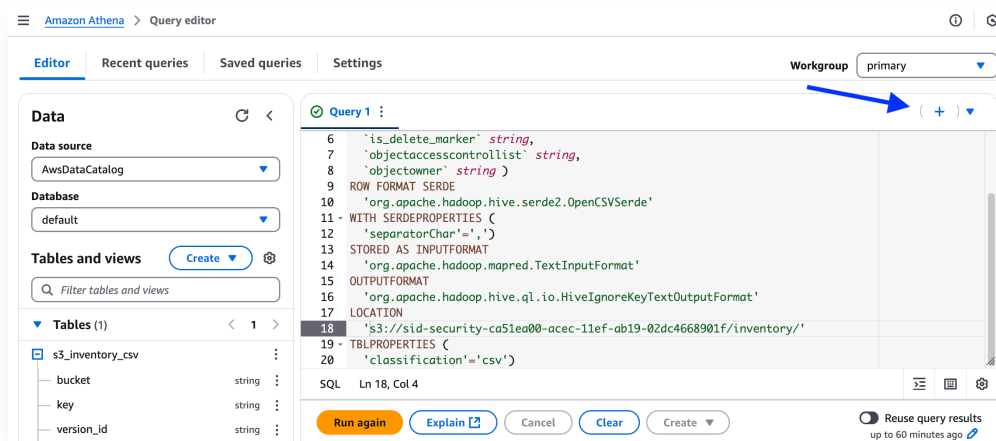 Amazon Athena > Query editor
Editor Recent queries Saved queries Settings
Workgroup primary
Data
Data source
AwsDataCatalog
Database
default
Tables and views Create
Filter tables and views
Tables (1) < 1 >
s3_inventory_csv
bucket string
key string
version_id string
Query 1
6 `is_delete_marker` string,
7 `objectaccesscontrollist` string,
8 `objectowner` string )
9 ROW FORMAT SERDE
10 'org.apache.hadoop.hive.serde2.OpenCSVSerde'
11 WITH SERDEPROPERTIES (
12 'separatorChar'=',')
13 STORED AS INPUTFORMAT
14 'org.apache.hadoop.mapred.TextInputFormat'
15 OUTPUTFORMAT
16 'org.apache.hadoop.hive.ql.io.HiveIgnoreKeyTextOutputFormat'
17 LOCATION
18 's3://sid-security-ca51ea00-acec-11ef-ab19-02dc4668901f/inventory/'
19 TBLPROPERTIES (
20 'classification'='csv')
SQL Ln 18, Col 4
Run again Explain Cancel Clear Create
Reuse query results
up to 60 minutes ago